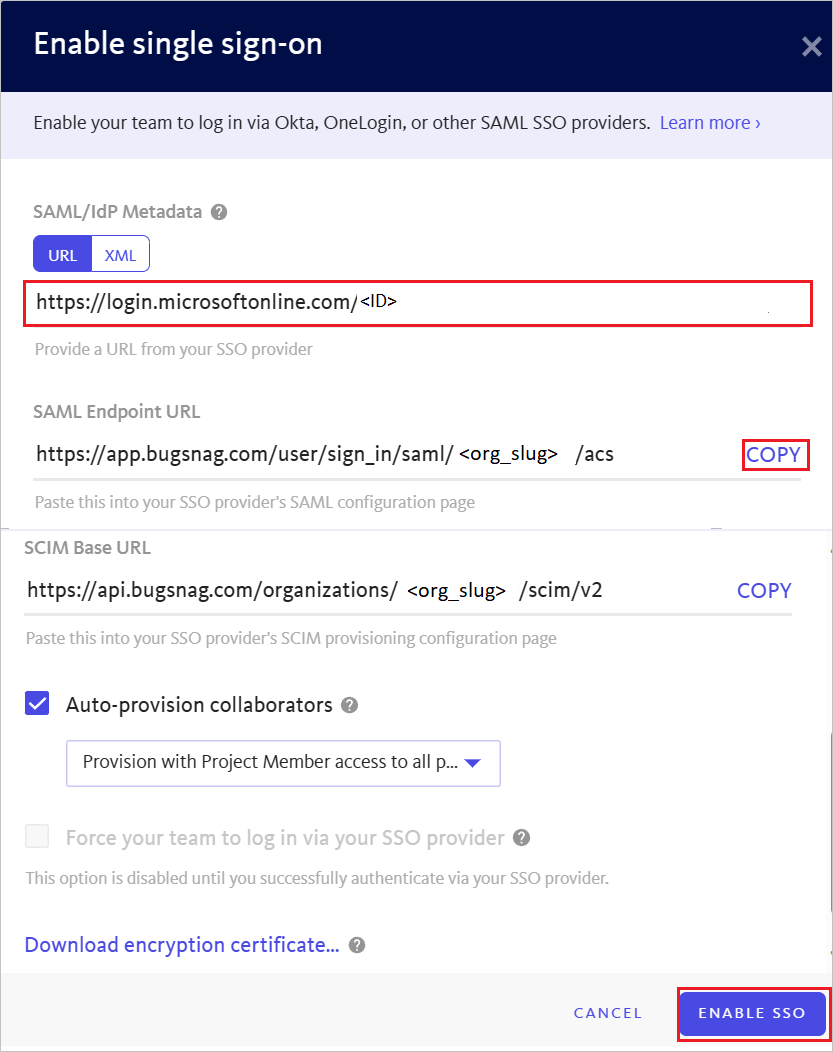 Enable single sign-on
Enable your team to log in via Okta, OneLogin, or other SAML SSO providers. Learn more ›
SAML/IdP Metadata
URL XML
https://login.microsoftonline.com/<ID>
Provide a URL from your SSO provider
SAML Endpoint URL
https://app.bugsnag.com/user/sign_in/saml/ <org_slug> /acs COPY
Paste this into your SSO provider's SAML configuration page
SCIM Base URL
https://api.bugsnag.com/organizations/ <org_slug> /scim/v2 COPY
Paste this into your SSO provider's SCIM provisioning configuration page
Auto-provision collaborators
Provision with Project Member access to all p...
Force your team to log in via your SSO provider
This option is disabled until you successfully authenticate via your SSO provider.
Download encryption certificate...
CANCEL ENABLE SSO